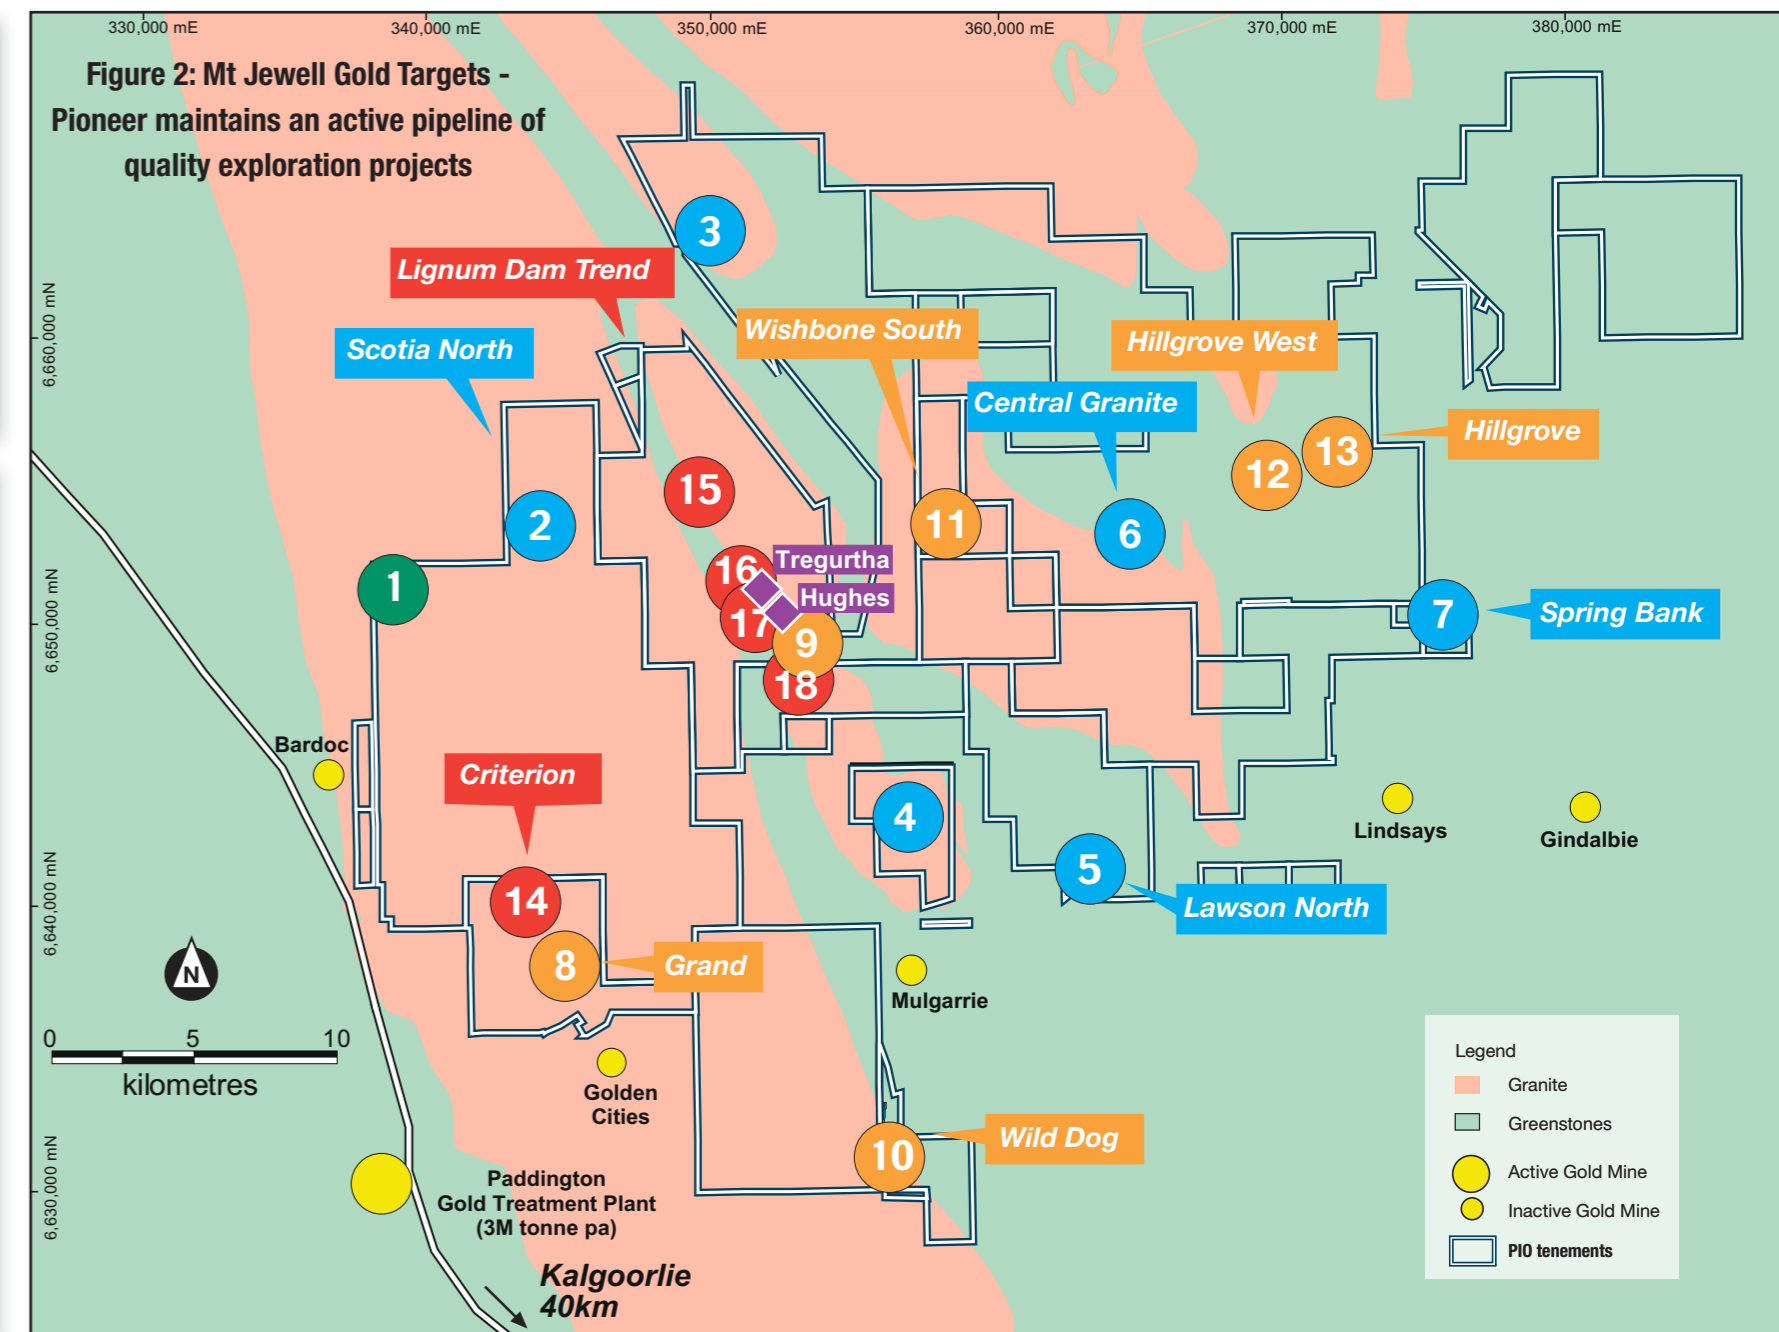 330,000 mE
340,000 mE
350,000 mE
360,000 mE
370,000 mE
380,000 mE
Figure 2: Mt Jewell Gold Targets -
Pioneer maintains an active pipeline of
quality exploration projects
3
Lignum Dam Trend
6,660,000 mN
Scotia North
Wishbone South
Hillgrove West
Central Granite
Hillgrove
13
12
15
2
11
6
16
Tregurtha
1
Hughes
17
9
7
Spring Bank
6,650,000 mN
18
Bardoc
Criterion
4
Lindsays
Gindalbie
5
Lawson North
14
6,640,000 mN
8
Grand
N
Mulgarrie
0
5
10
kilometres
Golden
Cities
Wild Dog
10
6,630,000 mN
Paddington
Gold Treatment Plant
(3M tonne pa)
Kalgoorlie
40km
Legend
Granite
Greenstones
Active Gold Mine
Inactive Gold Mine
PIO tenements